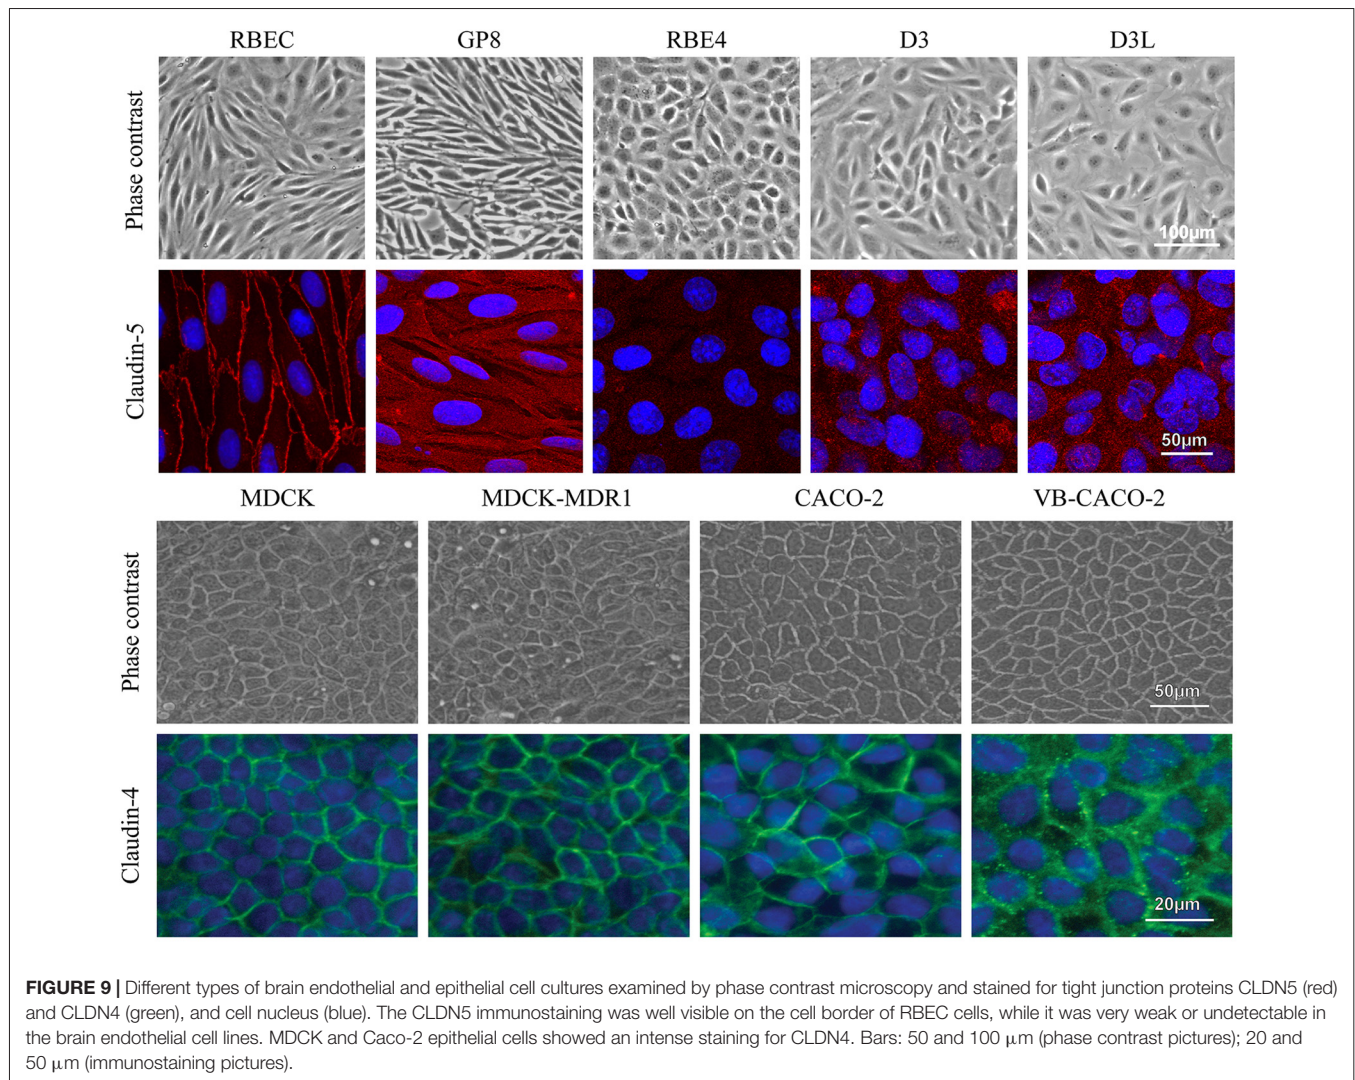 RBEC GP8 RBE4 D3 D3L
Phase contrast
100μm
Claudin-5
50μm
MDCK MDCK-MDR1 CACO-2 VB-CACO-2
Phase contrast
50μm
Claudin-4
20μm
FIGURE 9 | Different types of brain endothelial and epithelial cell cultures examined by phase contrast microscopy and stained for tight junction proteins CLDN5 (red)
and CLDN4 (green), and cell nucleus (blue). The CLDN5 immunostaining was well visible on the cell border of RBEC cells, while it was very weak or undetectable in
the brain endothelial cell lines. MDCK and Caco-2 epithelial cells showed an intense staining for CLDN4. Bars: 50 and 100 μm (phase contrast pictures); 20 and
50 μm (immunostaining pictures).